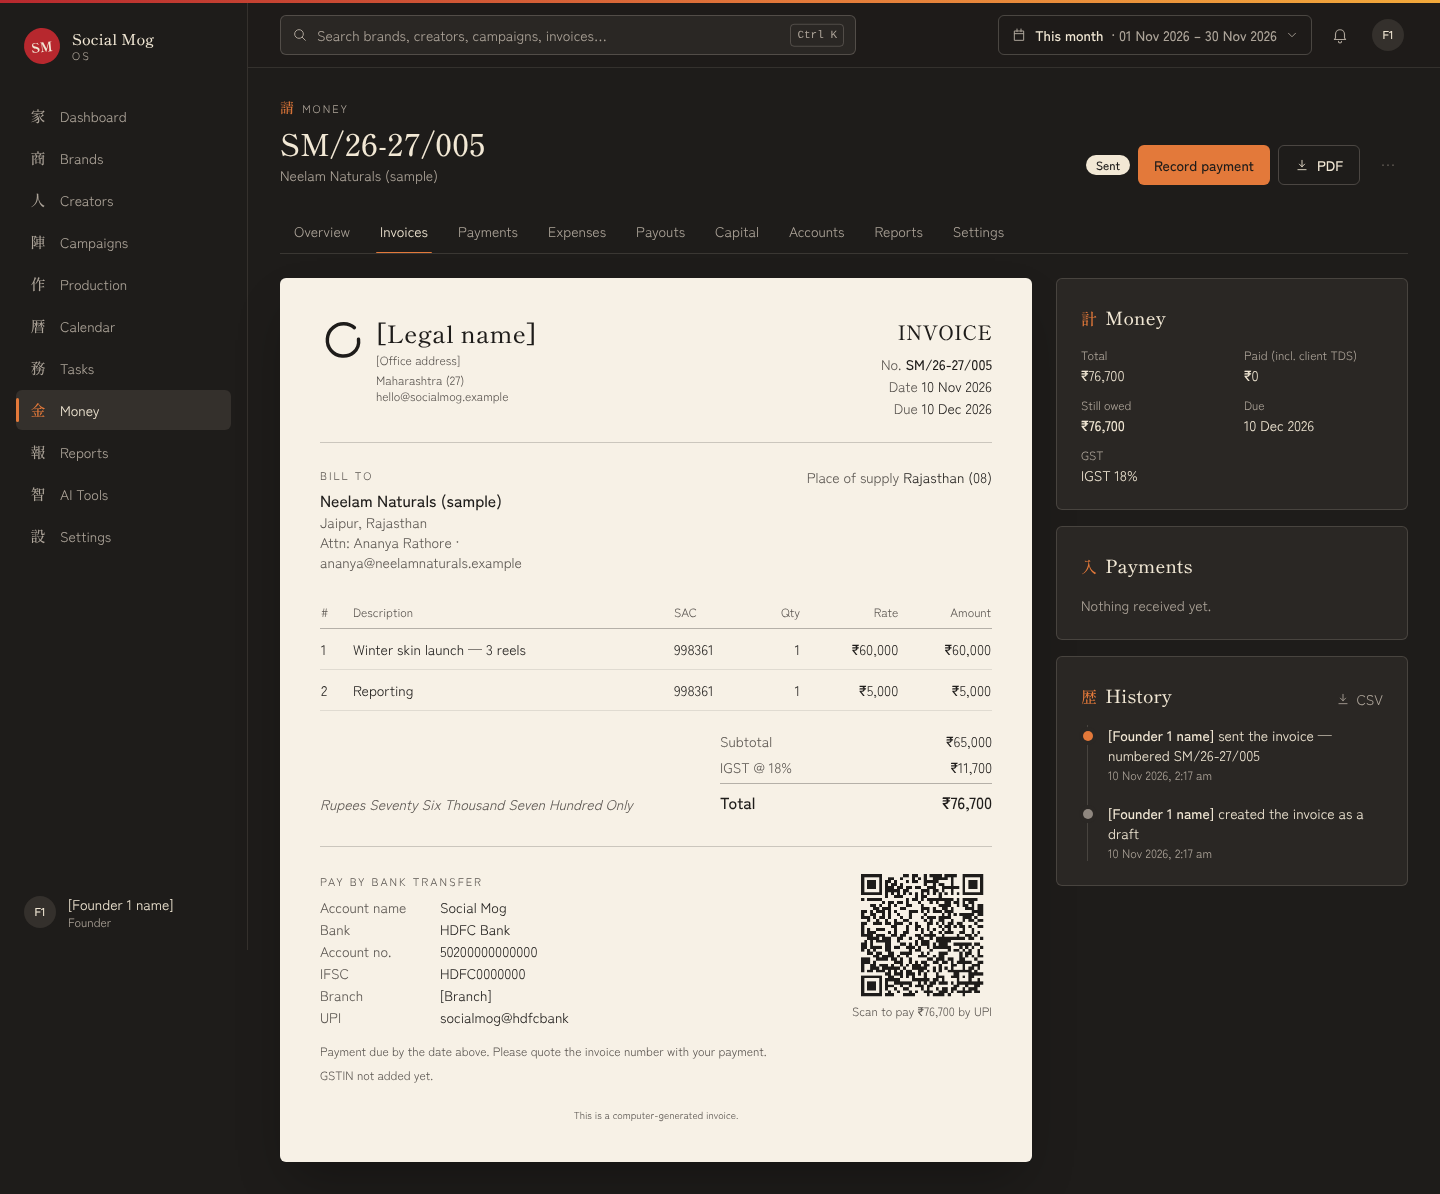 SM
Social Mog
OS
Search brands, creators, campaigns, invoices...
Ctrl K
This month · 01 Nov 2026 – 30 Nov 2026
F1
家 Dashboard
商 Brands
人 Creators
陣 Campaigns
作 Production
暦 Calendar
務 Tasks
金 Money
報 Reports
智 AI Tools
設 Settings
F1
[Founder 1 name]
Founder
請 MONEY
SM/26-27/005
Neelam Naturals (sample)
Sent
Record payment
PDF
Overview Invoices Payments Expenses Payouts Capital Accounts Reports Settings
[Legal name]
[Office address]
Maharashtra (27)
hello@socialmog.example
INVOICE
No. SM/26-27/005
Date 10 Nov 2026
Due 10 Dec 2026
BILL TO
Neelam Naturals (sample)
Jaipur, Rajasthan
Attn: Ananya Rathore ·
ananya@neelamnaturals.example
Place of supply Rajasthan (08)
# Description SAC Qty Rate Amount
1 Winter skin launch — 3 reels 998361 1 ₹60,000 ₹60,000
2 Reporting 998361 1 ₹5,000 ₹5,000
Subtotal ₹65,000
IGST @ 18% ₹11,700
Rupees Seventy Six Thousand Seven Hundred Only
Total ₹76,700
PAY BY BANK TRANSFER
Account name Social Mog
Bank HDFC Bank
Account no. 50200000000000
IFSC HDFC0000000
Branch [Branch]
UPI socialmog@hdfcbank
Scan to pay ₹76,700 by UPI
Payment due by the date above. Please quote the invoice number with your payment.
GSTIN not added yet.
This is a computer-generated invoice.
計 Money
Total
₹76,700
Paid (incl. client TDS)
₹0
Still owed
₹76,700
Due
10 Dec 2026
GST
IGST 18%
入 Payments
Nothing received yet.
歴 History
CSV
[Founder 1 name] sent the invoice —
numbered SM/26-27/005
10 Nov 2026, 2:17 am
[Founder 1 name] created the invoice as a
draft
10 Nov 2026, 2:17 am